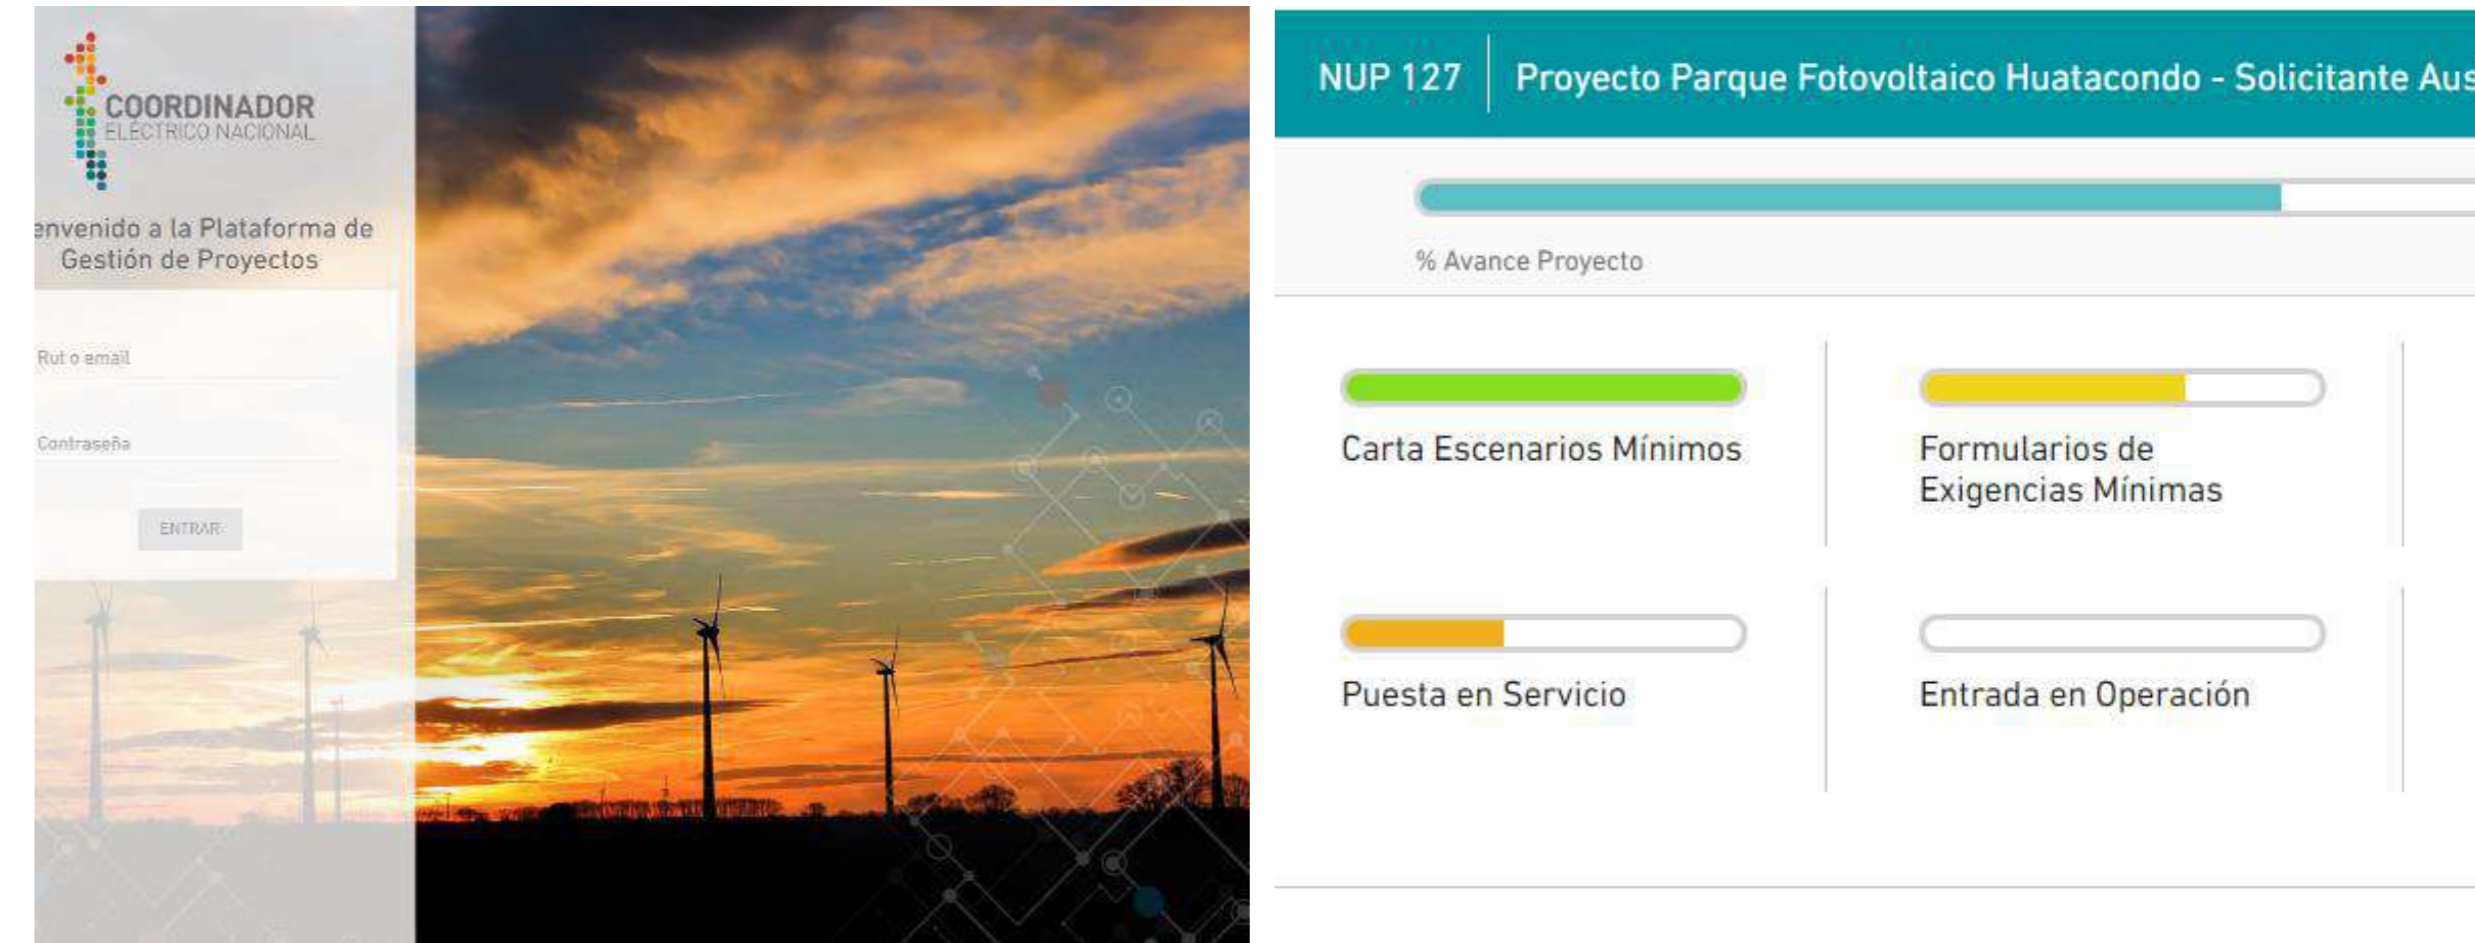 COORDINADOR
ELÉCTRICO NACIONAL
envenido a la Plataforma de
Gestión de Proyectos
Rut o email
Contraseña
ENTRAR
NUP 127
Proyecto Parque Fotovoltaico Huatacondo - Solicitante Aus
% Avance Proyecto
Carta Escenarios Mínimos
Formularios de
Exigencias Mínimas
Puesta en Servicio
Entrada en Operación